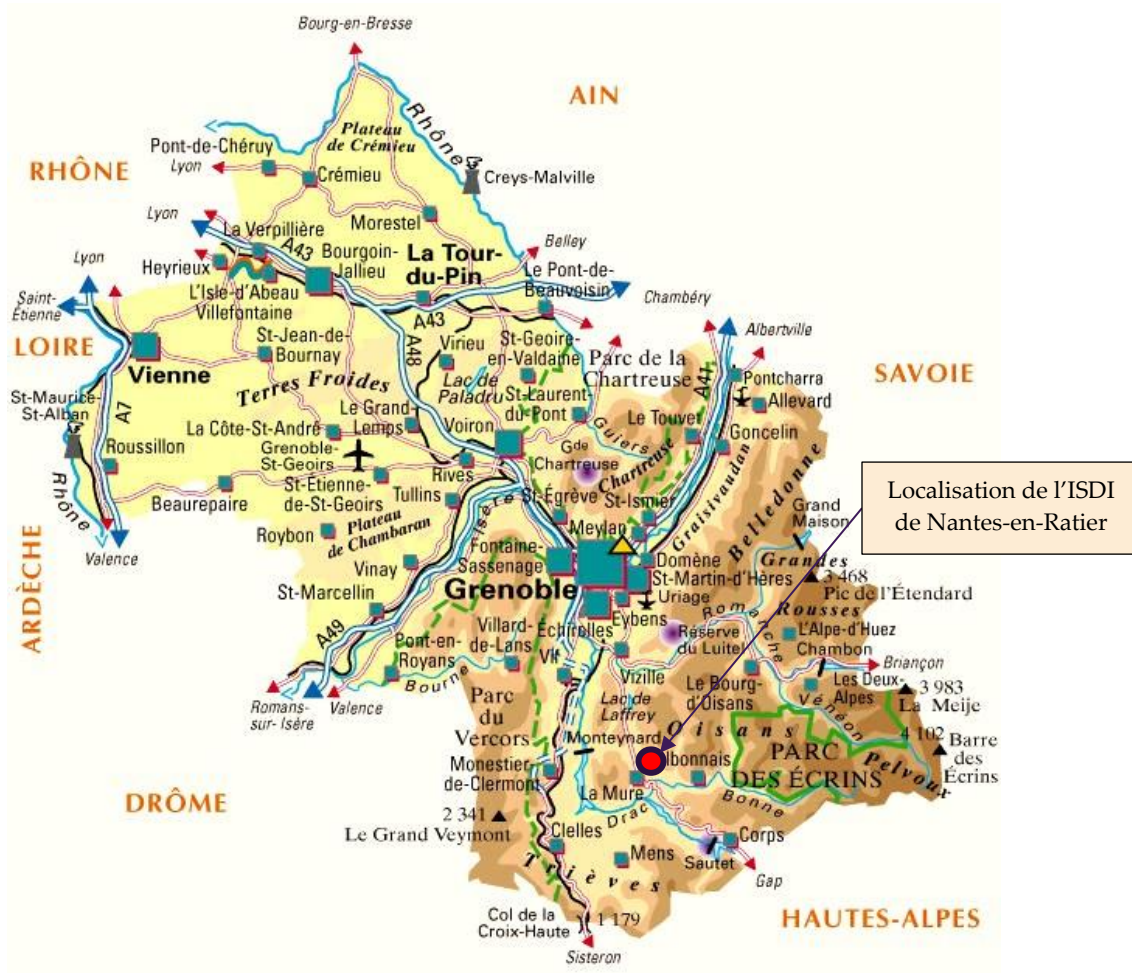 Bourg-en-Bresse
AIN
Plateau
de Crémieu
Rhône
Pont-de-Chéruy
Lyon
RHÔNE
Crémieu
Creys-Malville
Morestel
Lyon
La Verpillière
A43
Bourgoin-
Jallieu
La Tour-
du-Pin
Belley
Heyrieux
Lyon
L'Isle-d'Abeau
Villefontaine
Le Pont-de-
Beauvoisin
Chambéry
A43
Saint-
Étienne
LOIRE
St-Jean-de-
Bournay
A48
Virieu
St-Geoire-
en-Valdaine
Parc de la
Chartreuse
Albertville
A41
SAVOIE
Vienne
Terres Froides
Lac de
Paladru
St-Laurent-
du-Pont
Pontcharra
Allevard
St-Maurice-
St-Alban
A7
Le Grand-
Lemps
La Côte-St-André
Voiron
Guiers
Le Touvet
Goncelin
Roussillon
Grenoble-
St-Geoirs
Gde
Chartreuse
Chartreuse
Rhône
Rives
St-Etienne-
de-St-Geoirs
Beaurepaire
Tullins
Isère
St-Égrève
St-Ismier
Graisivaudan
Belledonne
Grand
Maison
Localisation de l'ISDI
de Nantes-en-Ratier
Roybon
Plateau
de Chambaran
Meylan
Valence
Vinay
Fontaine-
Sassenage
Domène
Grandes
Rousses
ARDÈCHE
Grenoble
St-Martin-d'Hères
Uriage
3 468
Pic de l'Étendard
St-Marcellin
Eybens
Romanche
A49
Villard-
de-Lans
Échirolles
Réserve
du Luitel
L'Alpe-d'Huez
Chambon
Pont-en-
Royans
Bourne
Vif
Vizille
Briançon
Romans-
sur-Isère
Valence
Parc
du
Vercors
Lac de
Laffrey
Le Bourg-
d'Oisans
Les Deux-
Alpes
3 983
La Meije
Vénéon
Oisans
Monteynard
4 102
Barre
des
Écrins
PARC
DES ÉCRINS
Pelvoux
Monestier-
de-Clermont
lbonnais
DRÔME
La Mure
Bonne
Drac
2 341
Le Grand Veymont
Clelles
Corps
Mens
Sautet
Gap
Trièves
Col de la
Croix-Haute
1 179
HAUTES-ALPES
Sisteron